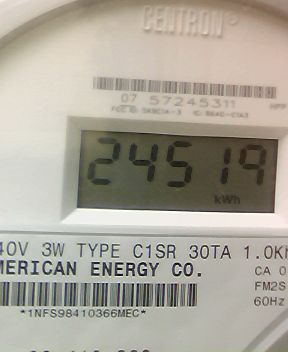 CENTRON®
07 57245311
24519
kWh
40V 3W TYPE C1SR 30TA 1.0K
MERICAN ENERGY CO.
CA 0
FM2S
60Hz
*1NFS98410366MEC*